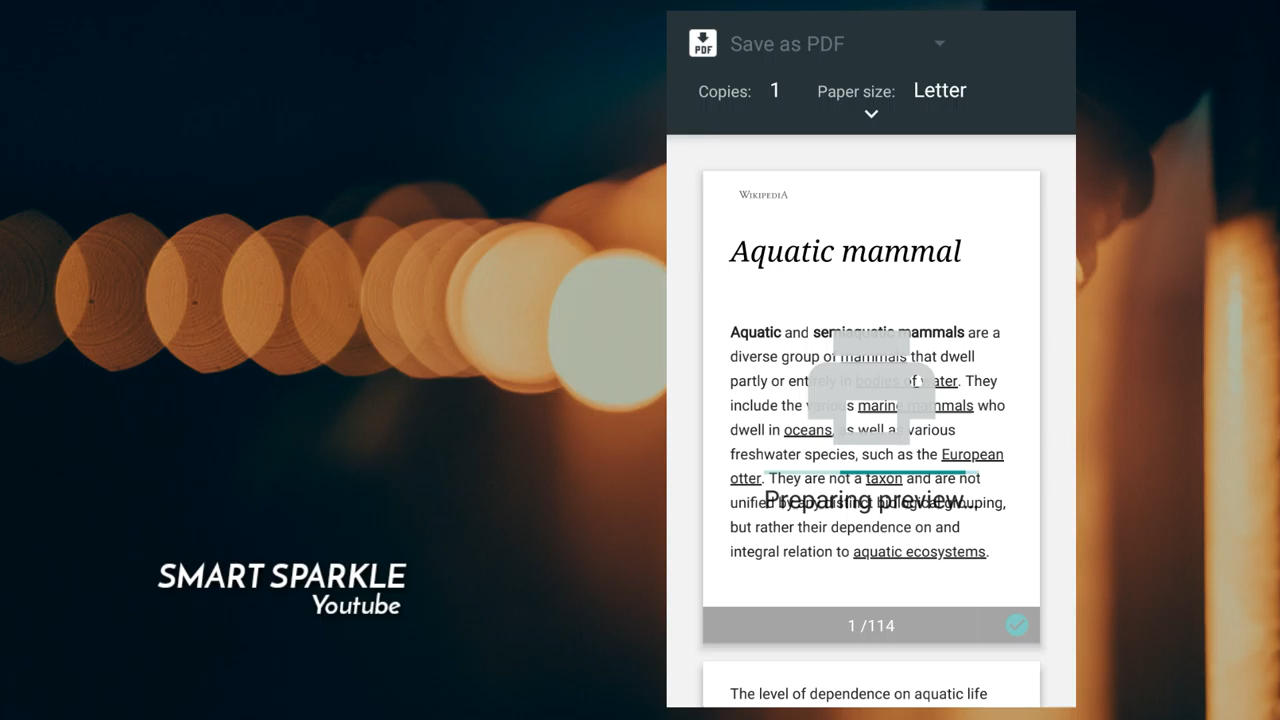 PDF
Save as PDF
Copies: 1 Paper size: Letter
WIKIPEDIA
Aquatic mammal
Aquatic and semiaquatic mammals are a
diverse group of mammals that dwell
partly or entirely in bodies of water. They
include the various marine mammals who
dwell in oceans, as well as various
freshwater species, such as the European
otter. They are not a taxon and are not
Preparing preview...
unified by any distinct biological grouping,
but rather their dependence on and
integral relation to aquatic ecosystems.
1 /114
The level of dependence on aquatic life
SMART SPARKLE
Youtube